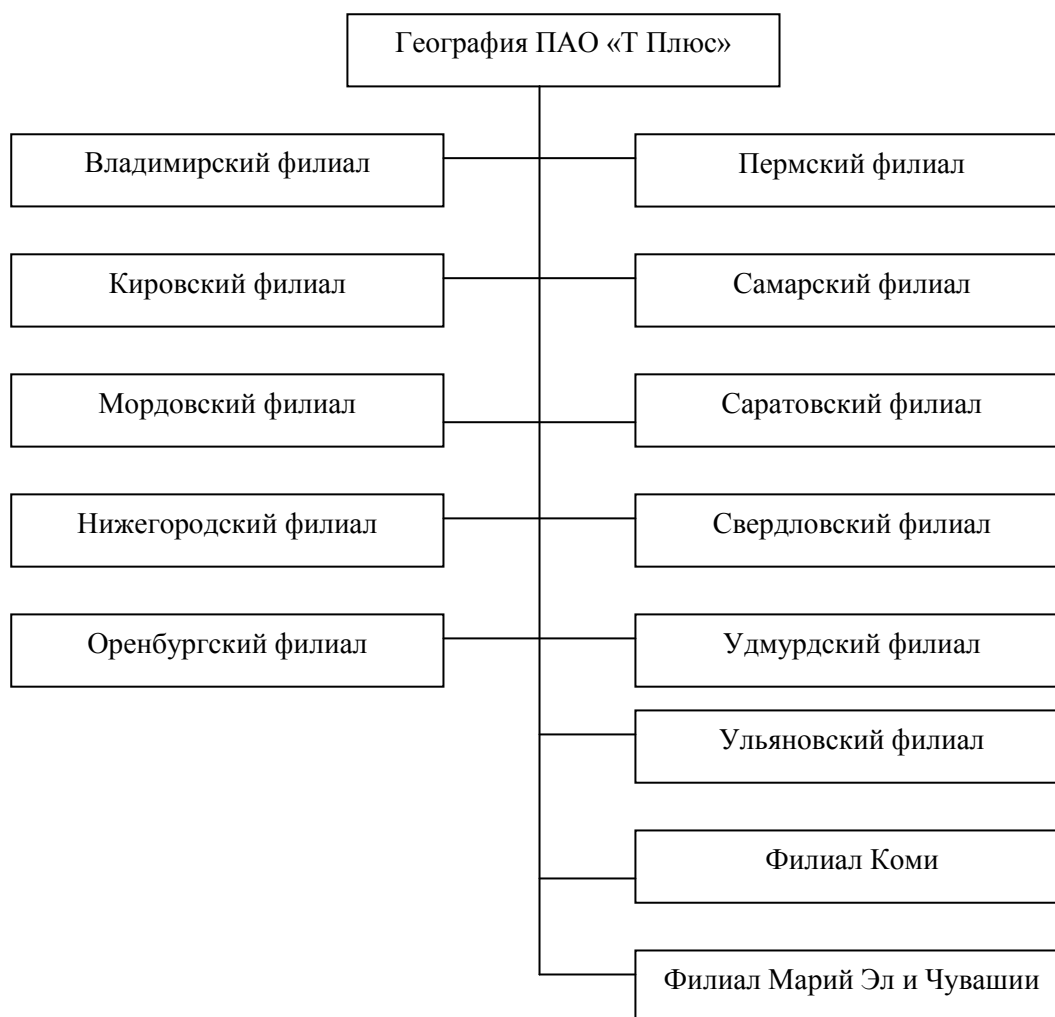 География ПАО «Т Плюс»
Владимирский филиал
Пермский филиал
Кировский филиал
Самарский филиал
Мордовский филиал
Саратовский филиал
Нижегородский филиал
Свердловский филиал
Оренбургский филиал
Удмурдский филиал
Ульяновский филиал
Филиал Коми
Филиал Марий Эл и Чувашии